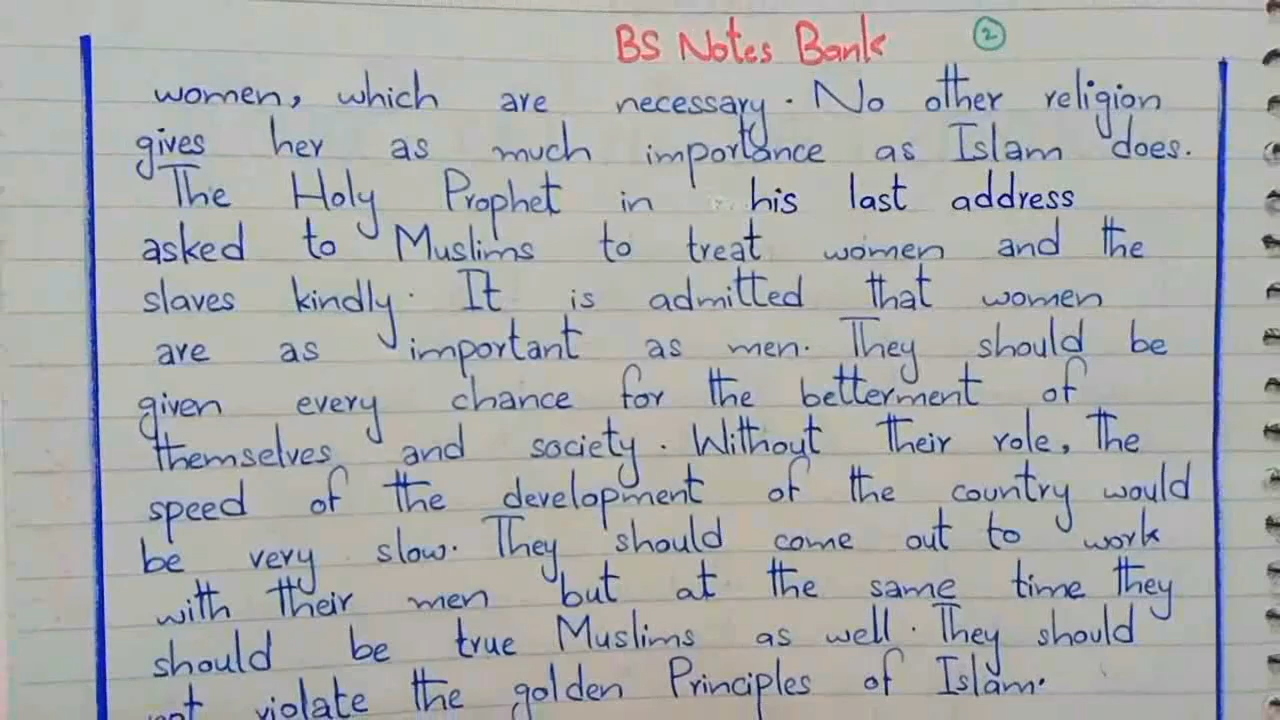 BS Notes Bank 2
women, which are necessary. No other religion
gives her as much importance as Islam does.
The Holy Prophet in his last address
asked to Muslims to treat women and the
slaves kindly. It is admitted that women
are as important as men. They should be
given every chance for the betterment of
themselves and society. Without their role, the
speed of the development of the country would
be very slow. They should come out to work
with their men but at the same time they
should be true Muslims as well. They should
not violate the golden Principles of Islam.